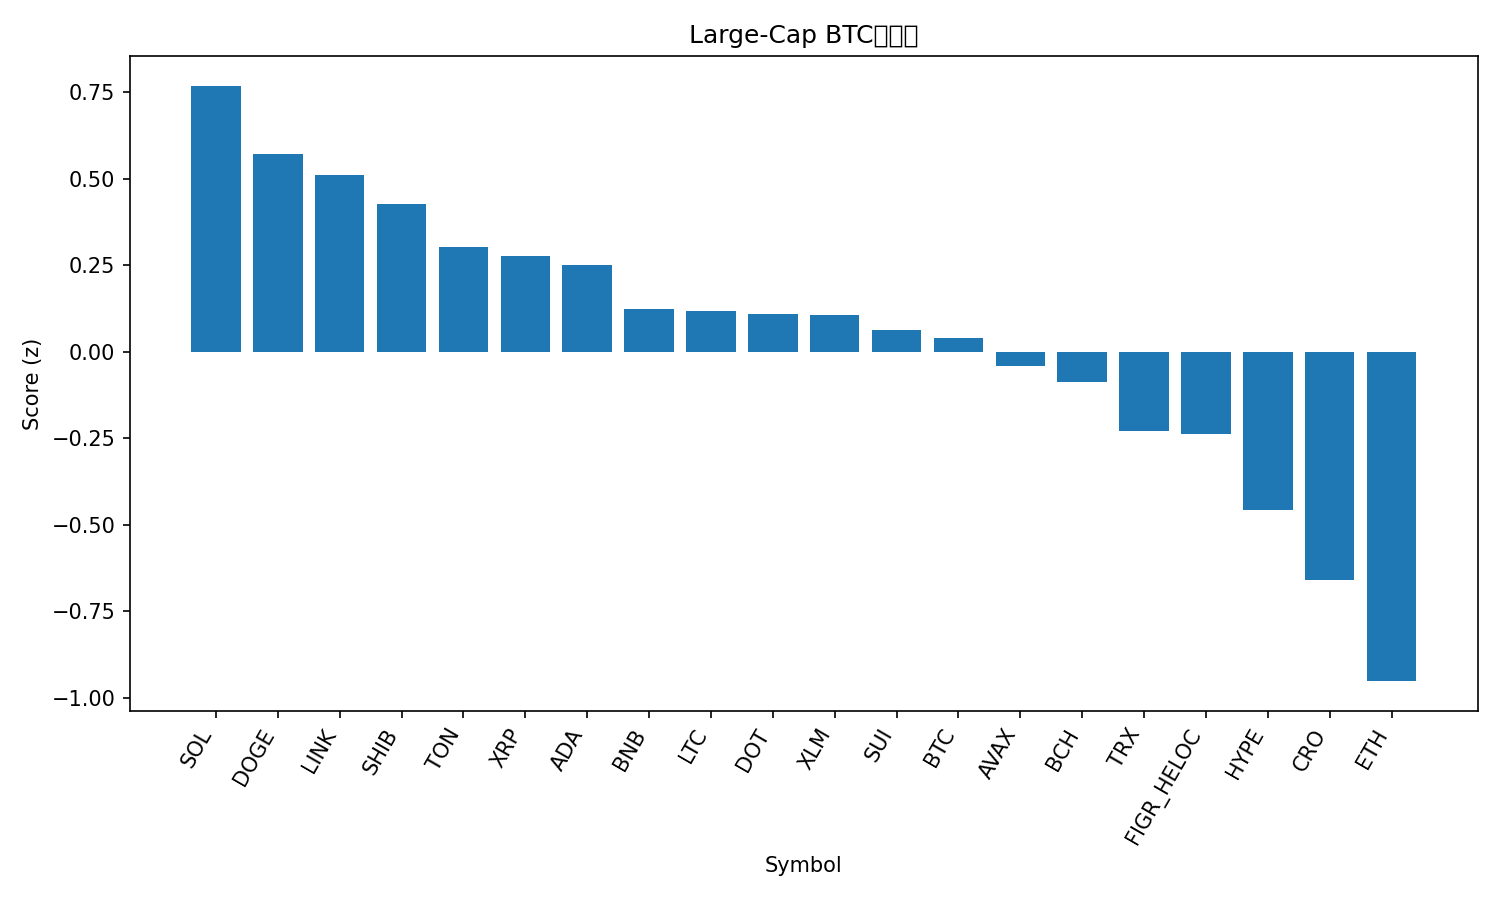 Large-Cap BTC
Score (z)
0.75
0.50
0.25
0.00
−0.25
−0.50
−0.75
−1.00
SOL
DOGE
LINK
SHIB
TON
XRP
ADA
BNB
LTC
DOT
XLM
SUI
BTC
AVAX
BCH
TRX
FIGR_HELOC
HYPE
CRO
ETH
Symbol